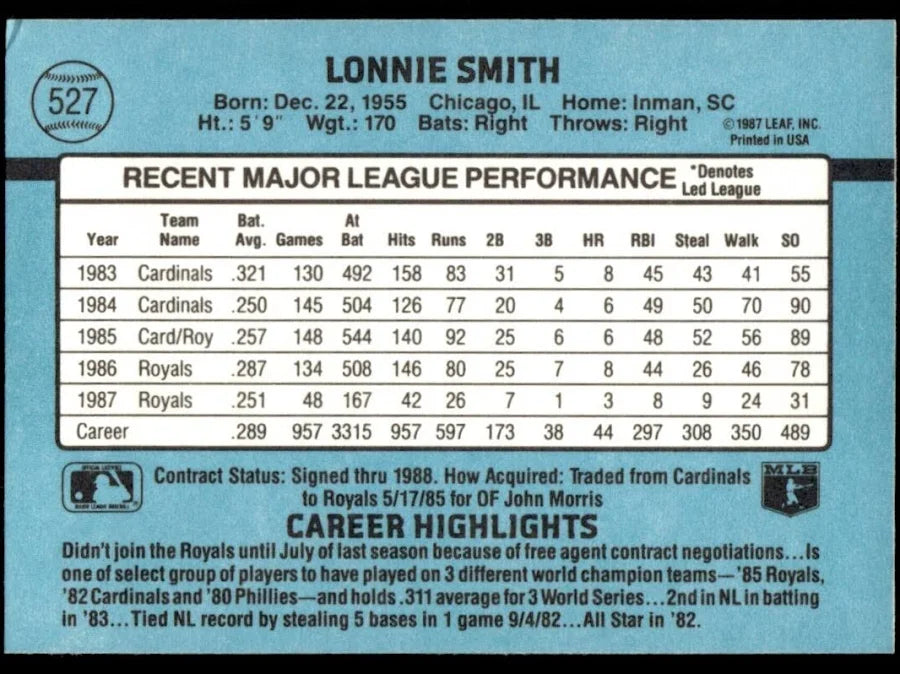 LONNIE SMITH
527
Born: Dec. 22, 1955 Chicago, IL Home: Inman, SC
Ht.: 5'9" Wgt.: 170 Bats: Right Throws: Right
©1987 LEAF, INC.
Printed in USA
RECENT MAJOR LEAGUE PERFORMANCE *Denotes Led League
Year Team Name Bat. Avg. Games At Bat Hits Runs 2B 3B HR RBI Steal Walk SO
1983 Cardinals .321 130 492 158 83 31 5 8 45 43 41 55
1984 Cardinals .250 145 504 126 77 20 4 6 49 50 70 90
1985 Card/Roy .257 148 544 140 92 25 6 6 48 52 56 89
1986 Royals .287 134 508 146 80 25 7 8 44 26 46 78
1987 Royals .251 48 167 42 26 7 1 3 8 9 24 31
Career .289 957 3315 957 597 173 38 44 297 308 350 489
Contract Status: Signed thru 1988. How Acquired: Traded from Cardinals
to Royals 5/17/85 for OF John Morris
MLB
CAREER HIGHLIGHTS
Didn't join the Royals until July of last season because of free agent contract negotiations...Is
one of select group of players to have played on 3 different world champion teams—'85 Royals,
'82 Cardinals and '80 Phillies—and holds .311 average for 3 World Series...2nd in NL in batting
in '83...Tied NL record by stealing 5 bases in 1 game 9/4/82...All Star in '82.